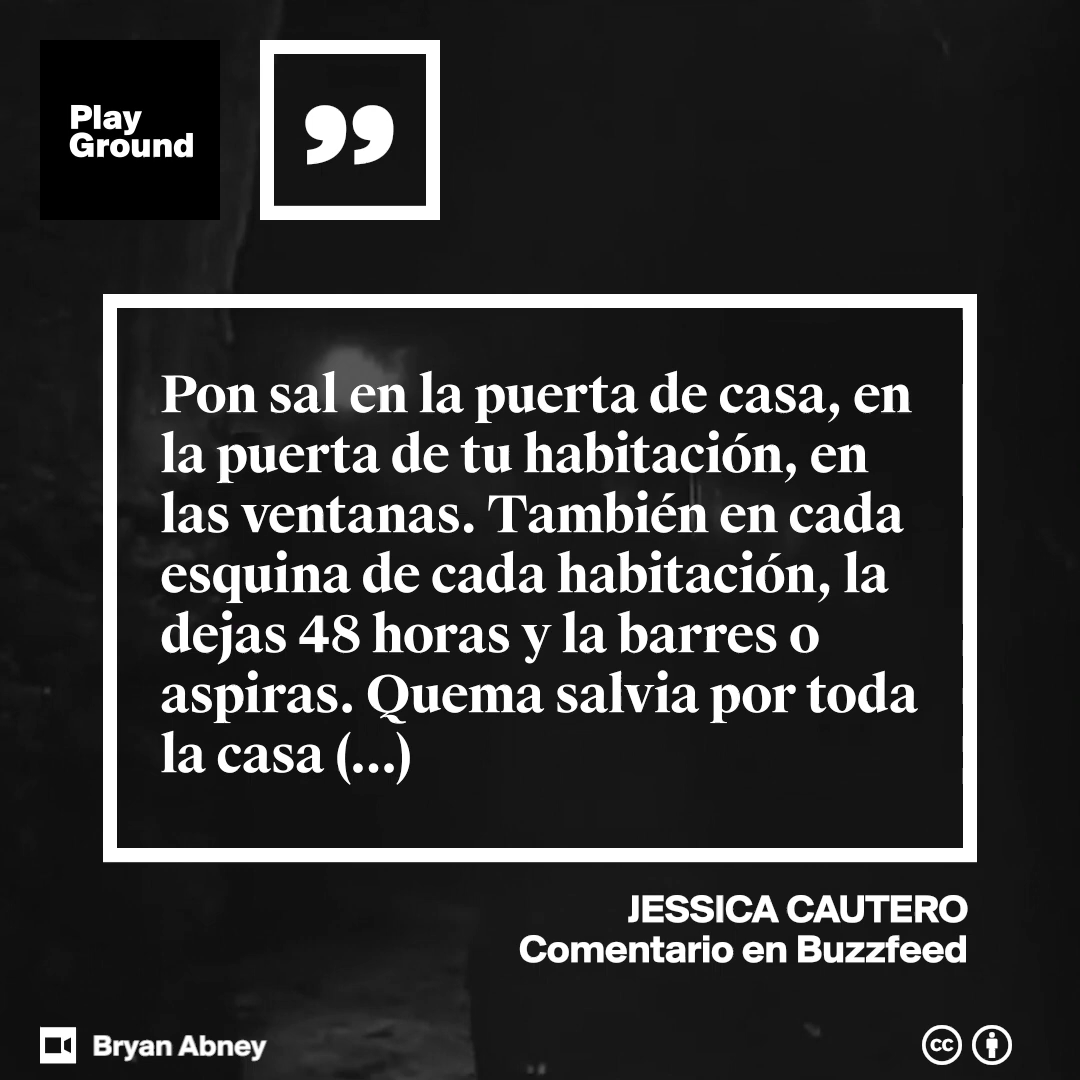 Play
Ground
”
Pon sal en la puerta de casa, en
la puerta de tu habitación, en
las ventanas. También en cada
esquina de cada habitación, la
dejas 48 horas y la barres o
aspiras. Quema salvia por toda
la casa (...)
JESSICA CAUTERO
Comentario en Buzzfeed
Bryan Abney
cc